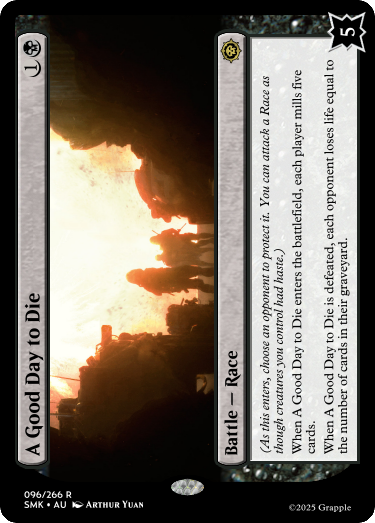 A Good Day to Die
Battle — Race
5
(As this enters, choose an opponent to protect it. You can attack a Race as
though creatures you control had haste.)
When A Good Day to Die enters the battlefield, each player mills five
cards.
When A Good Day to Die is defeated, each opponent loses life equal to
the number of cards in their graveyard.
096/266 R
SMK • AU Arthur Yuan
©2025 Grapple